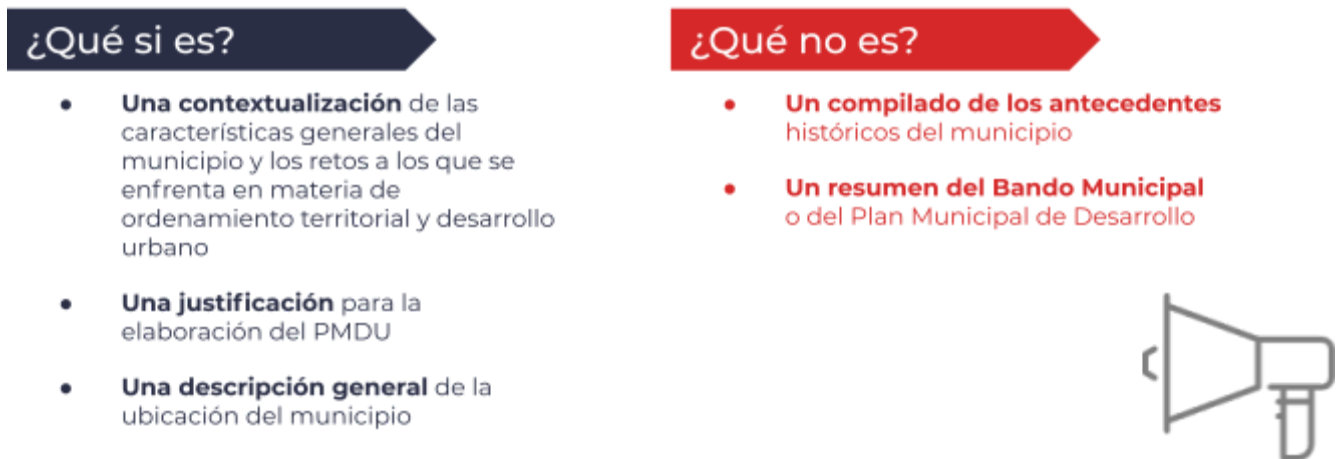 ¿Qué si es?
● Una contextualización de las
características generales del
municipio y los retos a los que se
enfrenta en materia de
ordenamiento territorial y desarrollo
urbano
● Una justificación para la
elaboración del PMDU
● Una descripción general de la
ubicación del municipio
¿Qué no es?
● Un compilado de los antecedentes
históricos del municipio
● Un resumen del Bando Municipal
o del Plan Municipal de Desarrollo